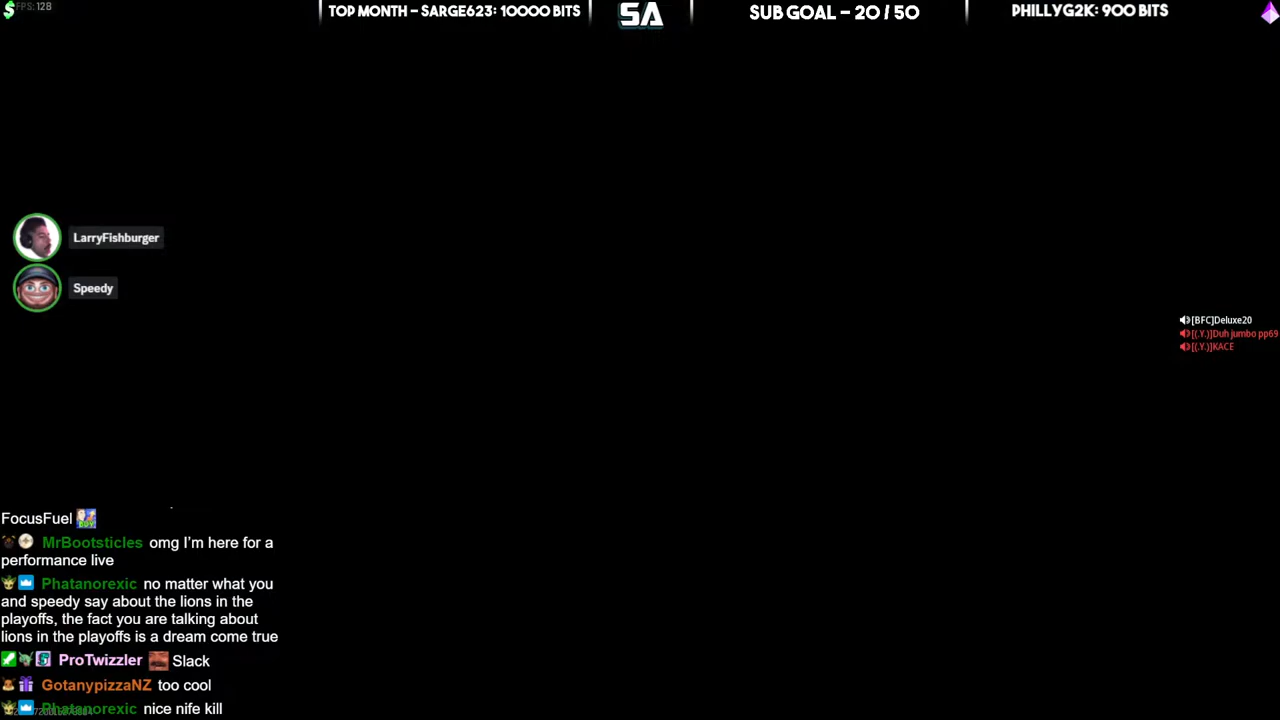 FPS: 128
TOP MONTH - SARGE623: 10000 BITS
SA
SUB GOAL - 20 / 50
PHILLYG2K: 900 BITS
LarryFishburger
Speedy
[BFC]Deluxe20
[(.Y.)]Duh jumbo pp69
[(.Y.)]KACE
FocusFuel
MrBootsticles omg I'm here for a
performance live
Phatanorexic no matter what you
and speedy say about the lions in the
playoffs, the fact you are talking about
lions in the playoffs is a dream come true
ProTwizzler Slack
GotanypizzaNZ too cool
Phatanorexic nice nife kill